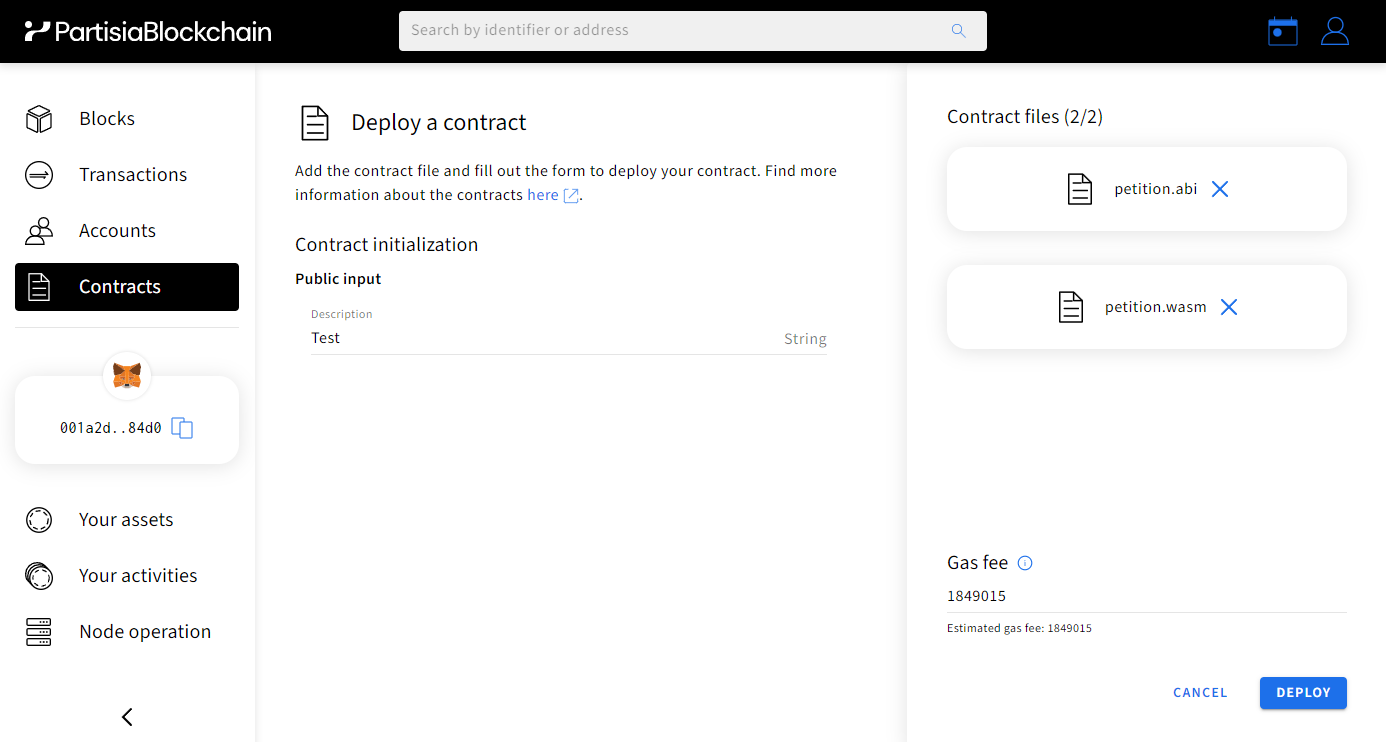 PartisiaBlockchain
Search by identifier or address
Blocks
Transactions
Accounts
Contracts
001a2d..84d0
Your assets
Your activities
Node operation
Deploy a contract
Add the contract file and fill out the form to deploy your contract. Find more
information about the contracts here.
Contract initialization
Public input
Description
Test
String
Contract files (2/2)
petition.abi
petition.wasm
Gas fee
1849015
Estimated gas fee: 1849015
CANCEL
DEPLOY